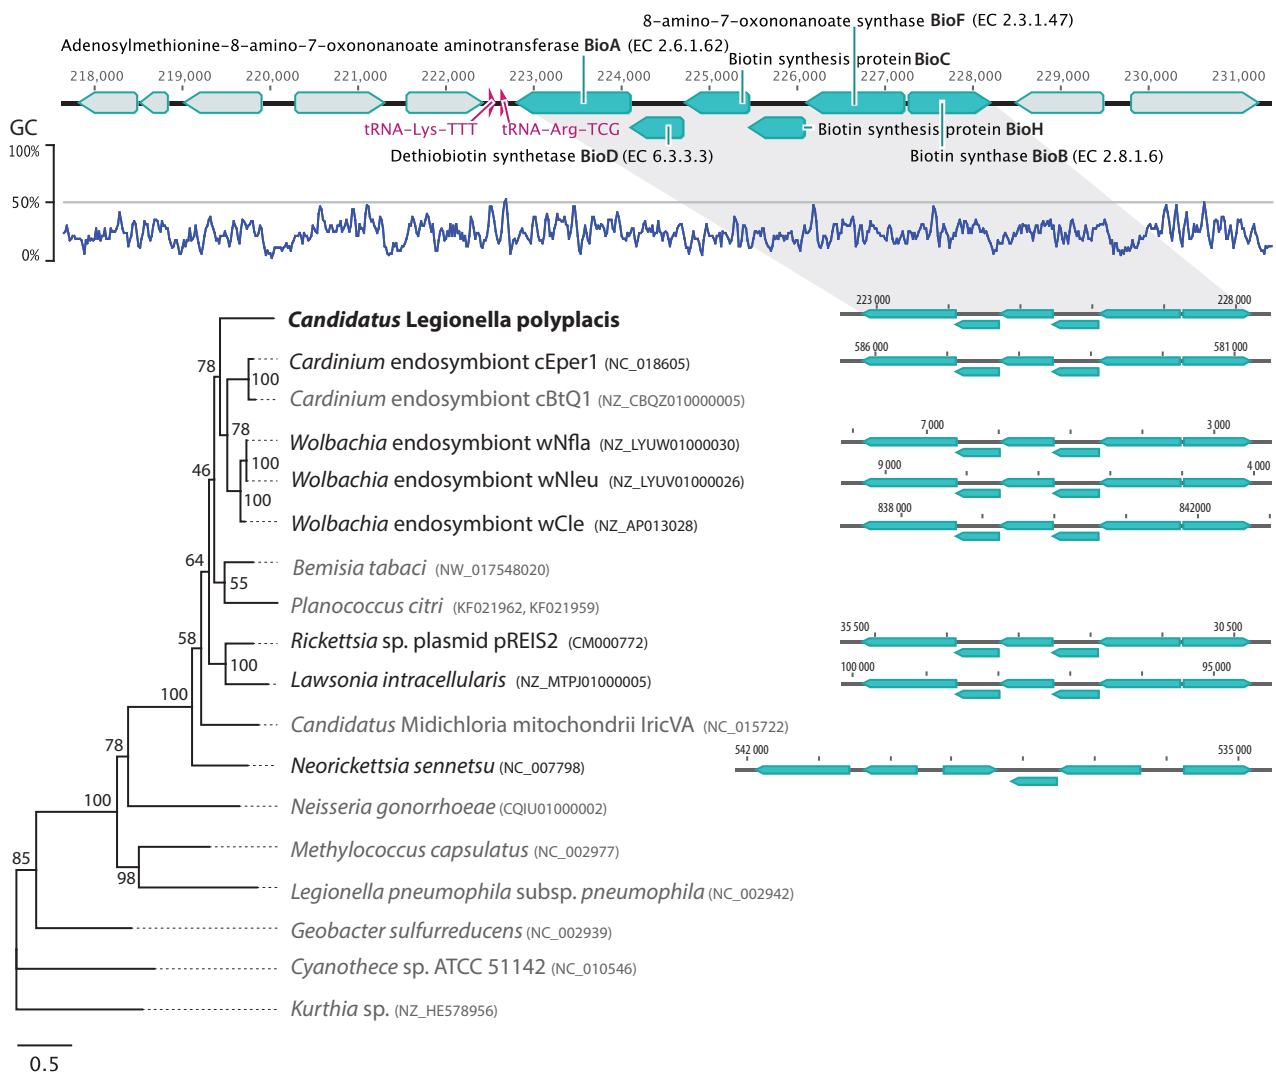 8-amino-7-oxononanoate synthase BioF (EC 2.3.1.47)
Adenosylmethionine-8-amino-7-oxononanoate aminotransferase BioA (EC 2.6.1.62)
Biotin synthesis protein BioC
218,000 219,000 220,000 221,000 222,000 223,000 224,000 225,000 226,000 227,000 228,000 229,000 230,000 231,000
GC
tRNA-Lys-TTT tRNA-Arg-TCG Biotin synthesis protein BioH
100%
Dethiobiotin synthetase BioD (EC 6.3.3.3) Biotin synthase BioB (EC 2.8.1.6)
50%
0%
223 000 228 000
Candidatus Legionella polyplacis
586 000 581 000
78 Cardinium endosymbiont cEper1 (NC_018605)
100
Cardinium endosymbiont cBtQ1 (NZ_CBQZ010000005)
7 000 3 000
78
Wolbachia endosymbiont wNfla (NZ_LYUW01000030)
100
46
9 000 4 000
Wolbachia endosymbiont wNleu (NZ_LYUV01000026)
100
838 000 842000
Wolbachia endosymbiont wCle (NZ_AP013028)
64
Bemisia tabaci (NW_017548020)
55
Planococcus citri (KF021962, KF021959)
35 500 30 500
58 Rickettsia sp. plasmid pREIS2 (CM000772)
100
100 000 95 000
Lawsonia intracellularis (NZ_MTPJ01000005)
100
Candidatus Midichloria mitochondrii IricVA (NC_015722)
78
542 000 535 000
Neorickettsia sennetsu (NC_007798)
100
Neisseria gonorrhoeae (CQIU01000002)
Methylococcus capsulatus (NC_002977)
85
98
Legionella pneumophila subsp. pneumophila (NC_002942)
Geobacter sulfurreducens (NC_002939)
Cyanothece sp. ATCC 51142 (NC_010546)
Kurthia sp. (NZ_HE578956)
0.5